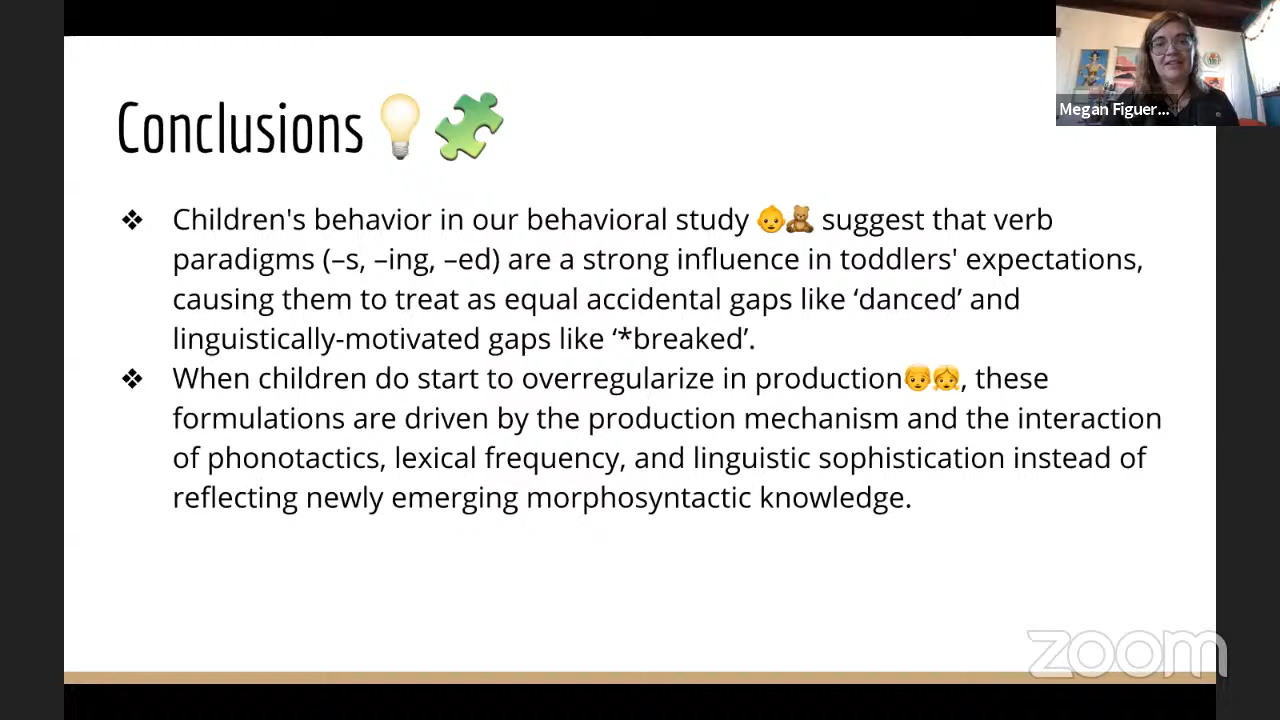 Conclusions
Children's behavior in our behavioral study suggest that verb
paradigms (–s, –ing, –ed) are a strong influence in toddlers' expectations,
causing them to treat as equal accidental gaps like ‘danced’ and
linguistically-motivated gaps like ‘*breaked’.
When children do start to overregularize in production, these
formulations are driven by the production mechanism and the interaction
of phonotactics, lexical frequency, and linguistic sophistication instead of
reflecting newly emerging morphosyntactic knowledge.
Megan Figuer...
zoom